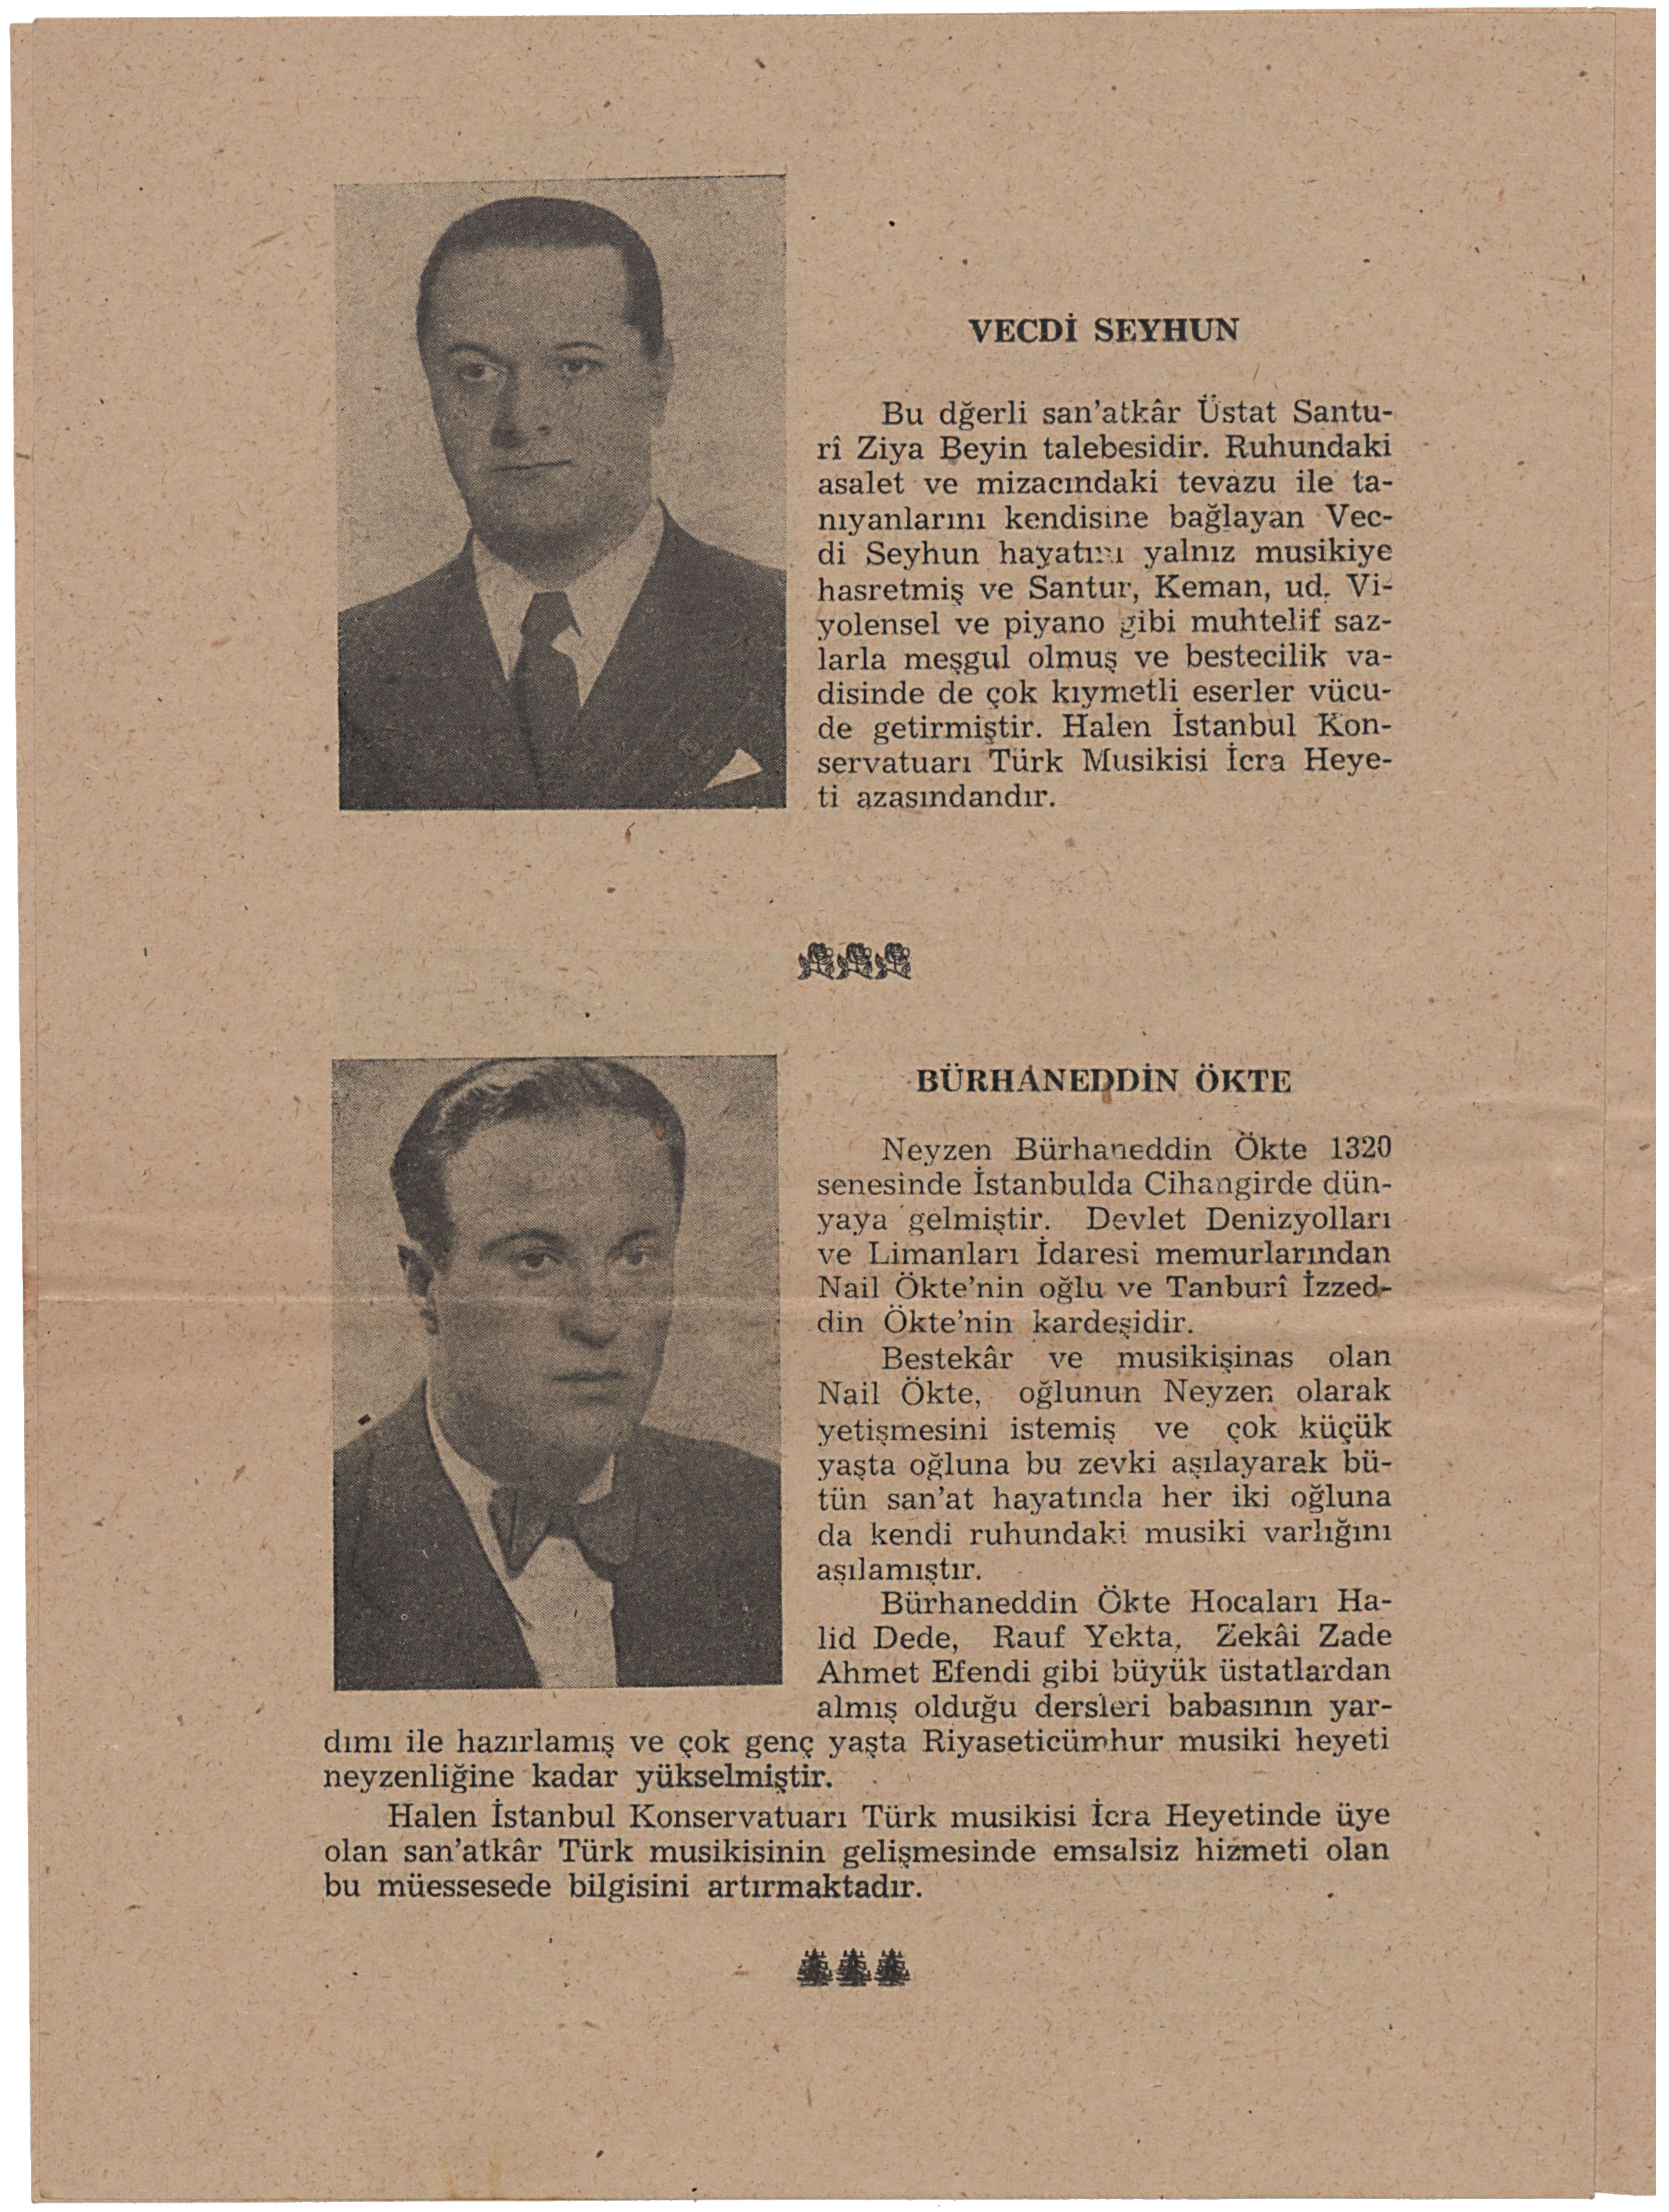 VECDİ SEYHUN
Bu dğerli san'atkâr Üstat Santu-
rî Ziya Beyin talebesidir. Ruhundaki
asalet ve mizacındaki tevazu ile ta-
nıyanlarını kendisine bağlayan Vec-
di Seyhun hayatını yalnız musikiye
hasretmiş ve Santur, Keman, ud. Vi-
yolensel ve piyano gibi muhtelif saz-
larla meşgul olmuş ve bestecilik va-
disinde de çok kıymetli eserler vücu-
de getirmiştir. Halen İstanbul Kon-
servatuarı Türk Musikisi İcra Heye-
ti azasındandır.
BÜRHANEDDİN ÖKTE
Neyzen Bürhaneddin Ökte 1320
senesinde İstanbulda Cihangirde dün-
yaya gelmiştir. Devlet Denizyolları
ve Limanları İdaresi memurlarından
Nail Ökte'nin oğlu ve Tanburî İzzed-
din Ökte'nin kardeşidir.
Bestekâr ve musikişinas olan
Nail Ökte, oğlunun Neyzen olarak
yetişmesini istemiş ve çok küçük
yaşta oğluna bu zevki aşılayarak bü-
tün san'at hayatında her iki oğluna
da kendi ruhundaki musiki varlığını
aşılamıştır.
Bürhaneddin Ökte Hocaları Ha-
lid Dede, Rauf Yekta, Zekâi Zade
Ahmet Efendi gibi büyük üstatlardan
almış olduğu dersleri babasının yar-
dımı ile hazırlamış ve çok genç yaşta Riyaseticümhur musiki heyeti
neyzenliğine kadar yükselmiştir.
Halen İstanbul Konservatuarı Türk musikisi İcra Heyetinde üye
olan san'atkâr Türk musikisinin gelişmesinde emsalsiz hizmeti olan
bu müessesede bilgisini artırmaktadır.